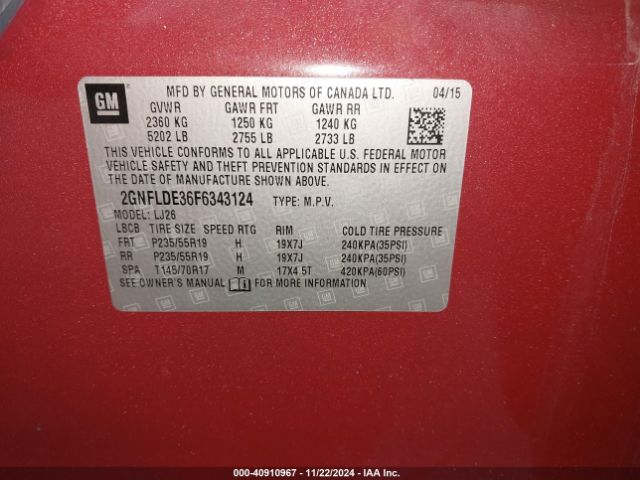 GM
MFD BY GENERAL MOTORS OF CANADA LTD. 04/15
GVWR GAWR FRT GAWR RR
2360 KG 1250 KG 1240 KG
5202 LB 2755 LB 2733 LB
THIS VEHICLE CONFORMS TO ALL APPLICABLE U.S. FEDERAL MOTOR
VEHICLE SAFETY AND THEFT PREVENTION STANDARDS IN EFFECT ON
THE DATE OF MANUFACTURE SHOWN ABOVE.
2GNFLDE36F6343124 TYPE: M.P.V.
MODEL: LJ26
LBCB TIRE SIZE SPEED RTG RIM COLD TIRE PRESSURE
FRT P235/55R19 H 19X7J 240KPA(35PSI)
RR P235/55R19 H 19X7J 240KPA(35PSI)
SPA T145/70R17 M 17X4.5T 420KPA(60PSI)
SEE OWNER'S MANUAL FOR MORE INFORMATION
000-40910967 - 11/22/2024 - IAA Inc.